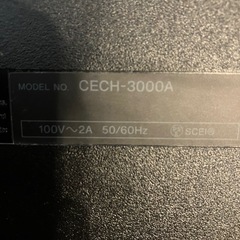 MODEL NO. CECH-3000A
100V～2A 50/60Hz SCEI®